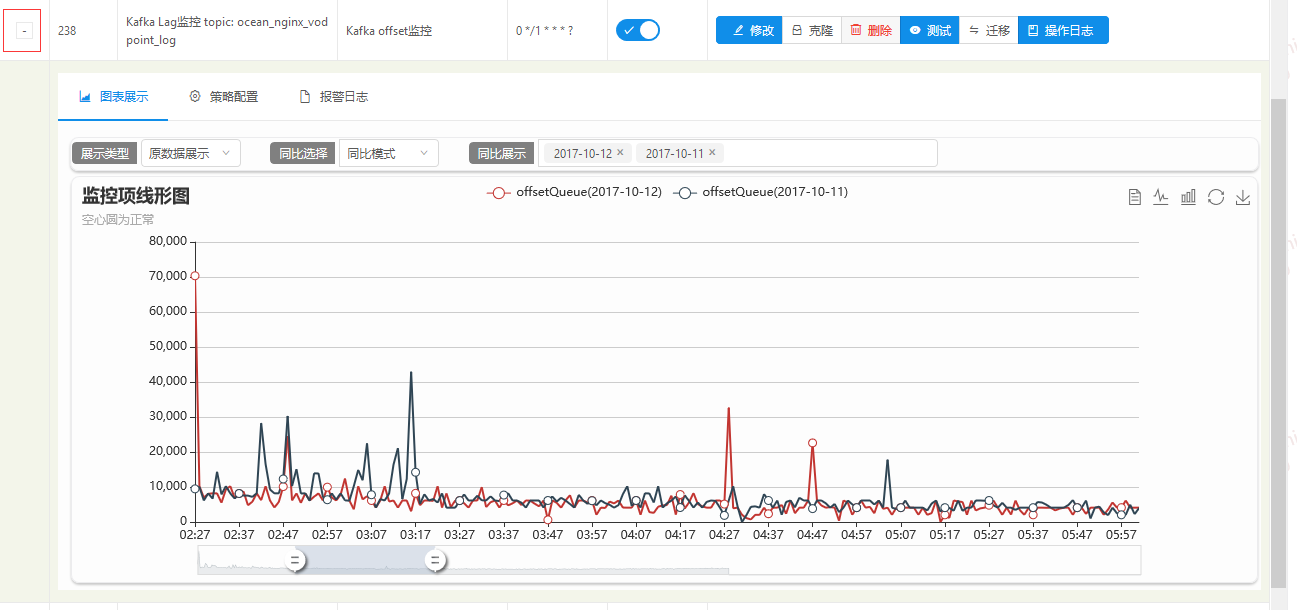 -
238
Kafka Lag监控 topic: ocean_nginx_vod
point_log
Kafka offset监控
0 */1 * * * ?
修改
克隆
删除
测试
迁移
操作日志
图表展示
策略配置
报警日志
展示类型
原数据展示
同比选择
同比模式
同比展示
2017-10-12 ×
2017-10-11 ×
监控项线形图
空心圆为正常
offsetQueue(2017-10-12)
offsetQueue(2017-10-11)
80,000
70,000
60,000
50,000
40,000
30,000
20,000
10,000
0
02:27 02:37 02:47 02:57 03:07 03:17 03:27 03:37 03:47 03:57 04:07 04:17 04:27 04:37 04:47 04:57 05:07 05:17 05:27 05:37 05:47 05:57